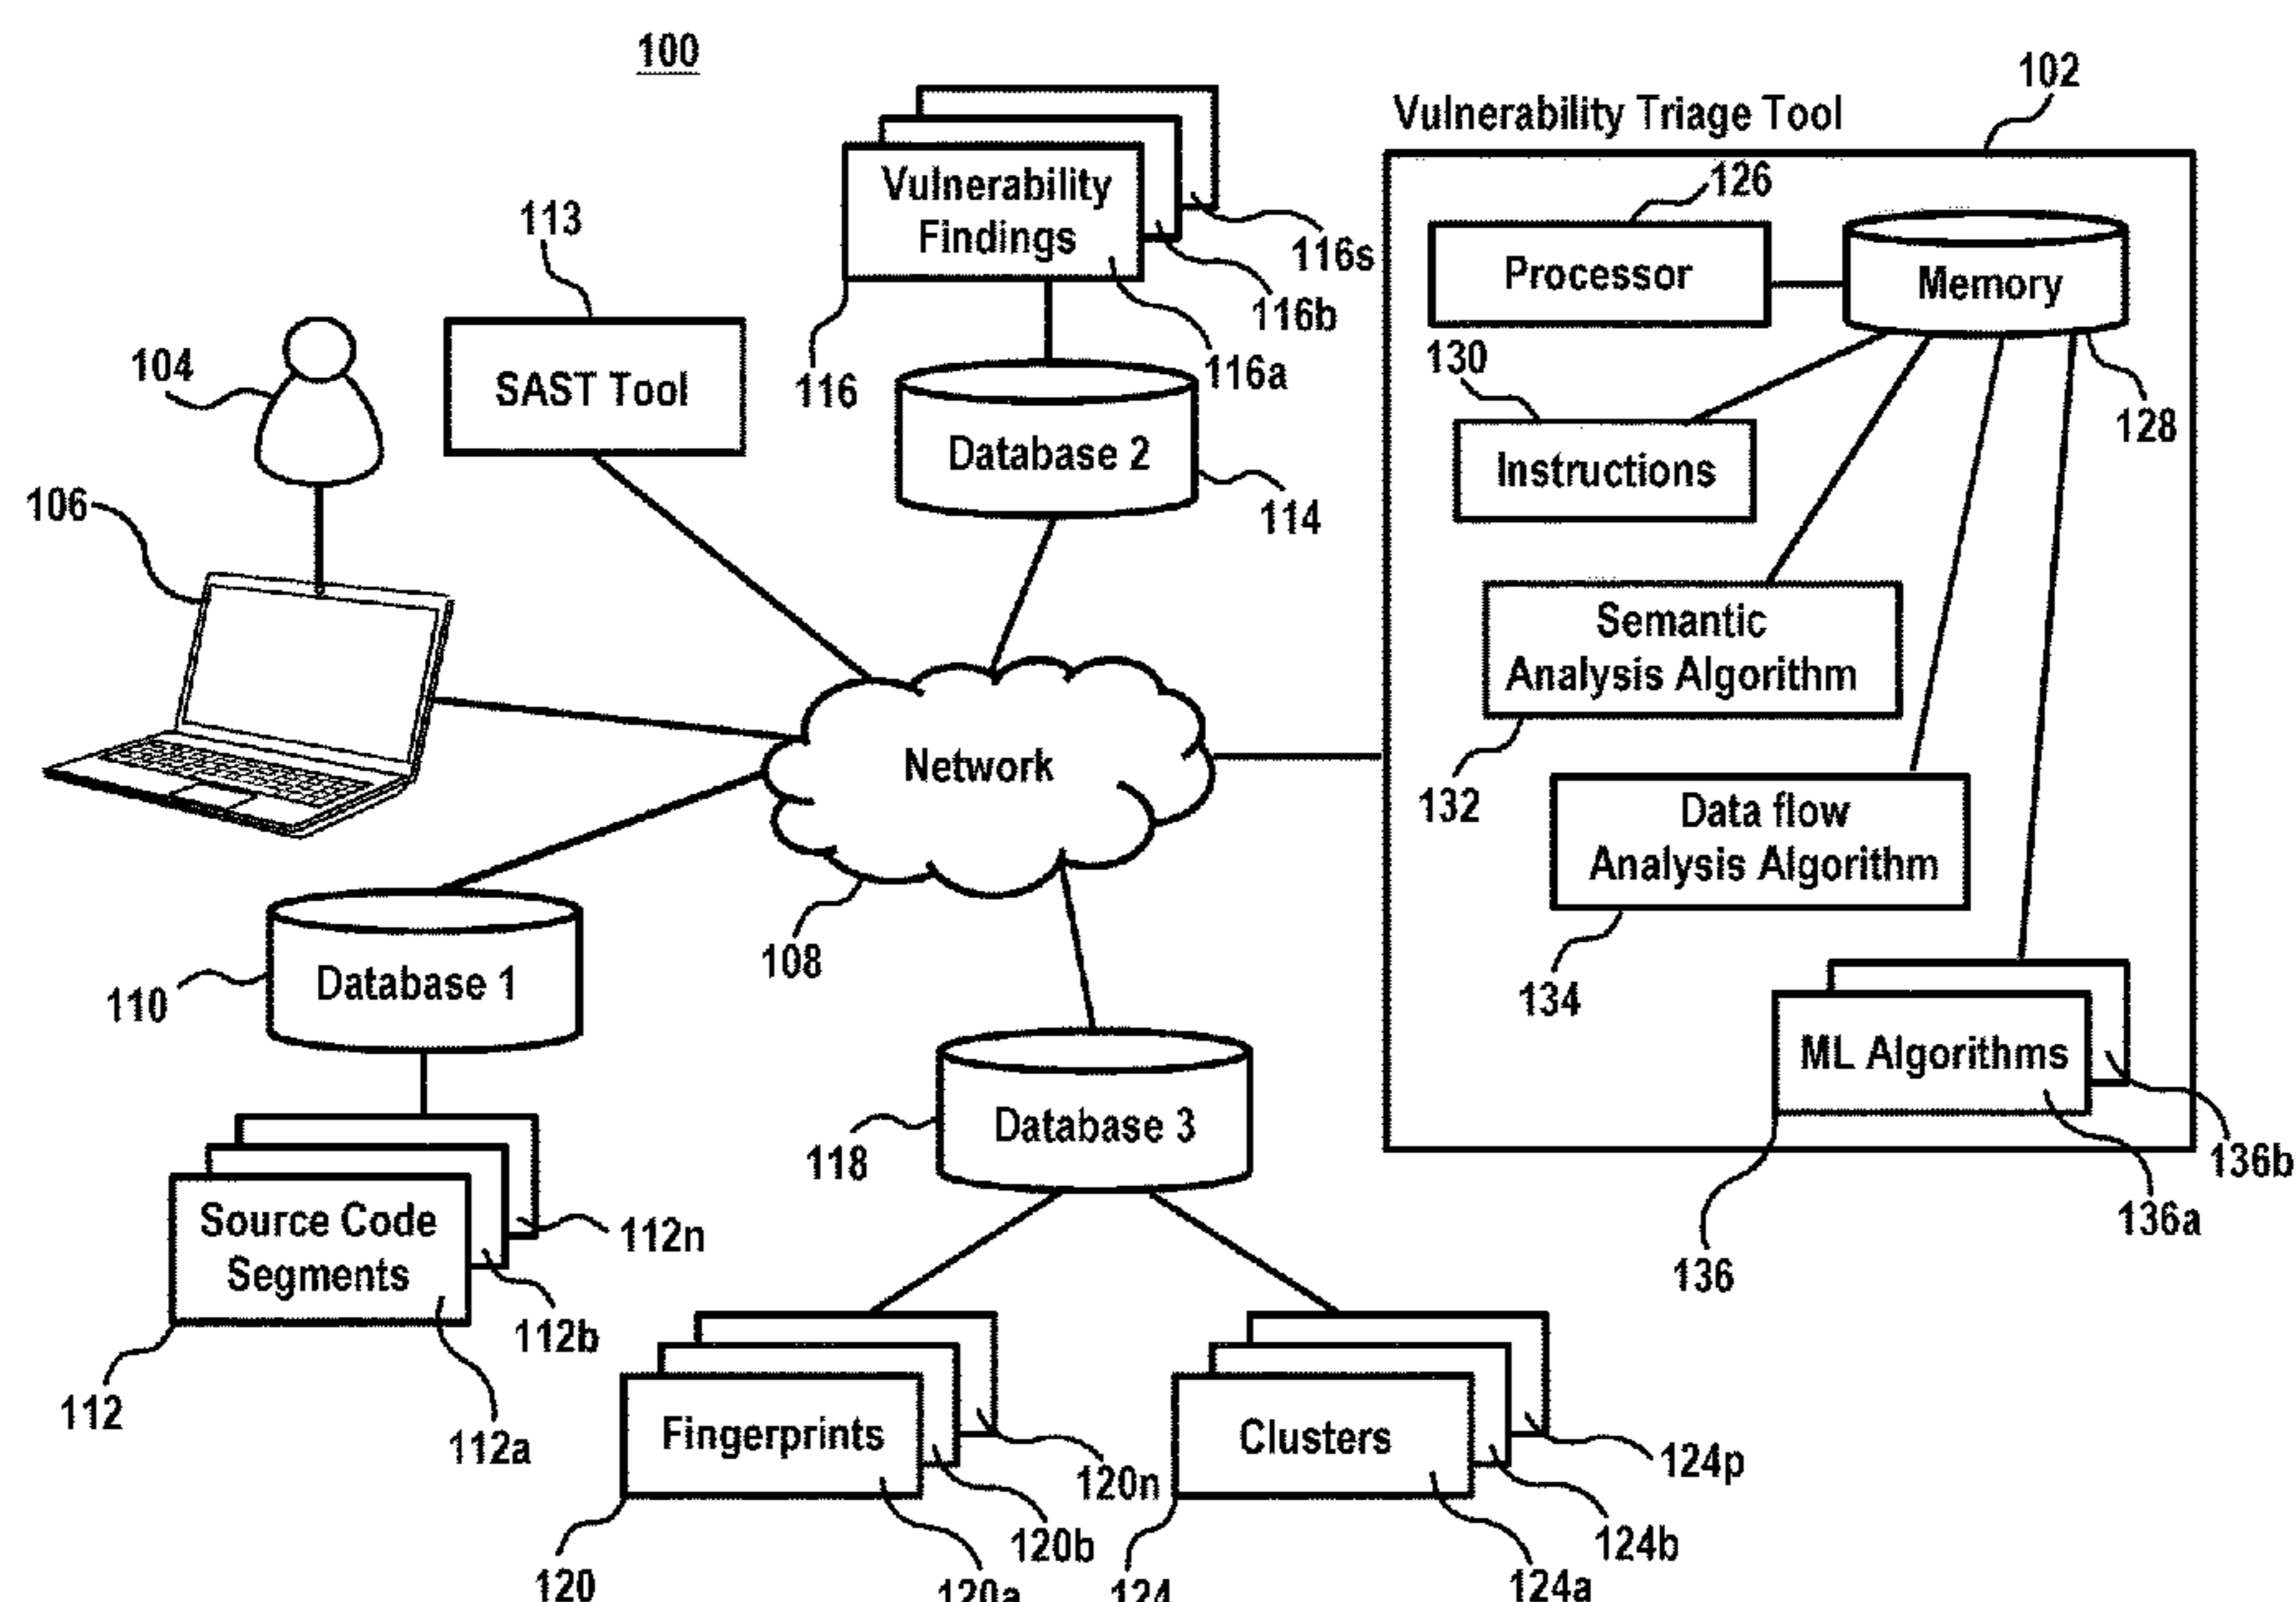 100
102
Vulnerability Triage Tool
126
Vulnerability
Findings
113
116s
Processor
Memory
116b
130
104
116
116a
SAST Tool
128
Database 2
Instructions
106
114
Semantic
Analysis Algorithm
Network
132
Data flow
Analysis Algorithm
108
110
Database 1
134
ML Algorithms
Database 3
118
136b
136a
Source Code
Segments
112n
136
112b
112
112a
Fingerprints
Clusters
120n
124p
120b
124b
120
120a
124
124a